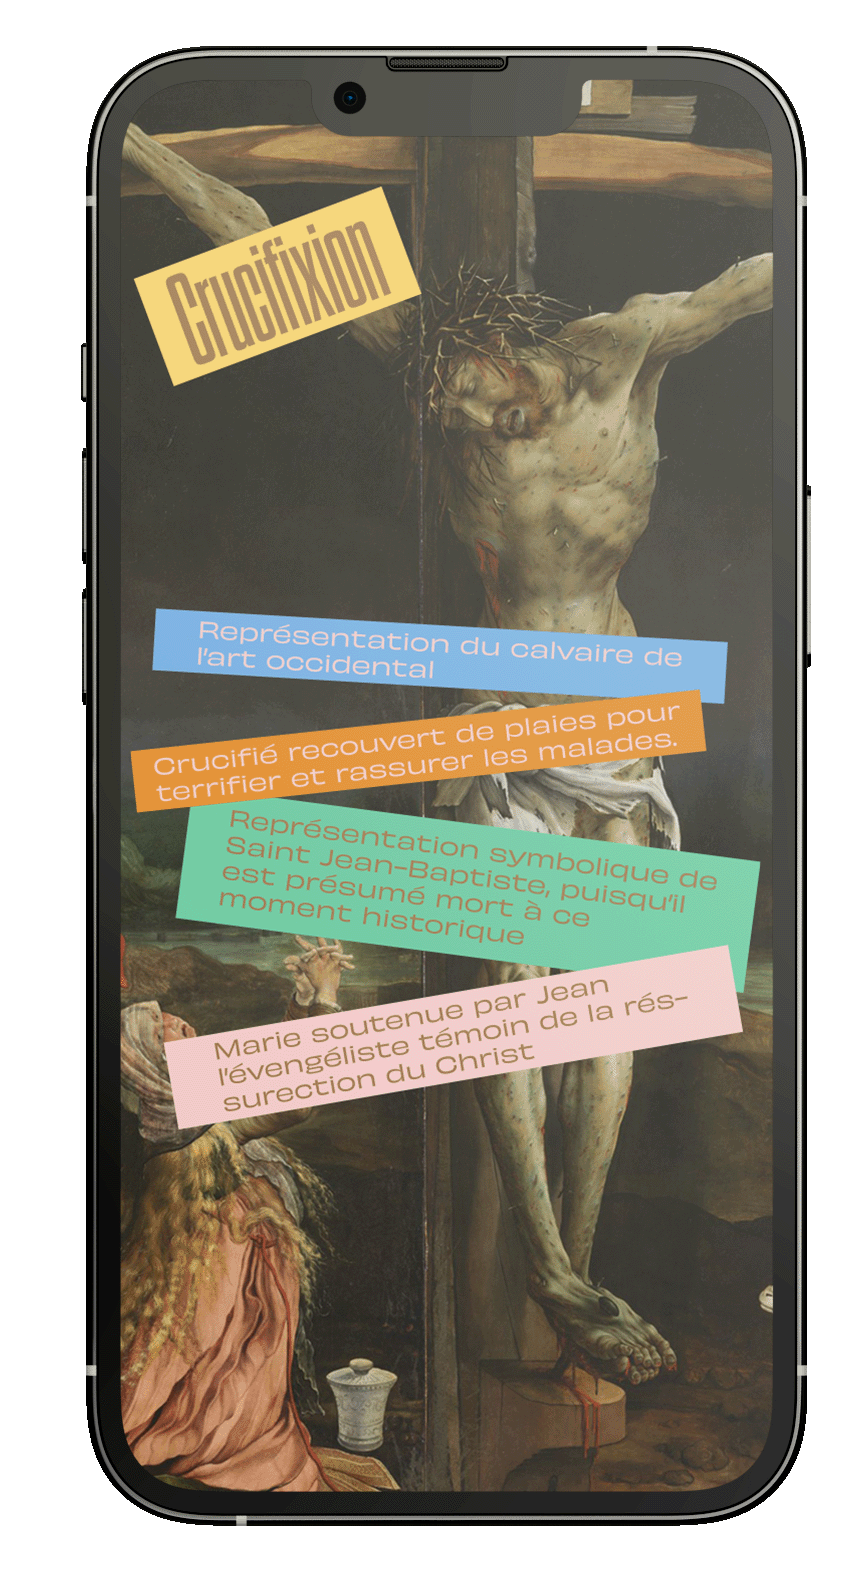 Crucifixion
Représentation du calvaire de
l'art occidental
Crucifié recouvert de plaies pour
terrifier et rassurer les malades.
Représentation symbolique de
Saint Jean-Baptiste, puisqu'il
est présumé mort à ce
moment historique
Marie soutenue par Jean
l'évengéliste témoin de la rés-
surection du Christ